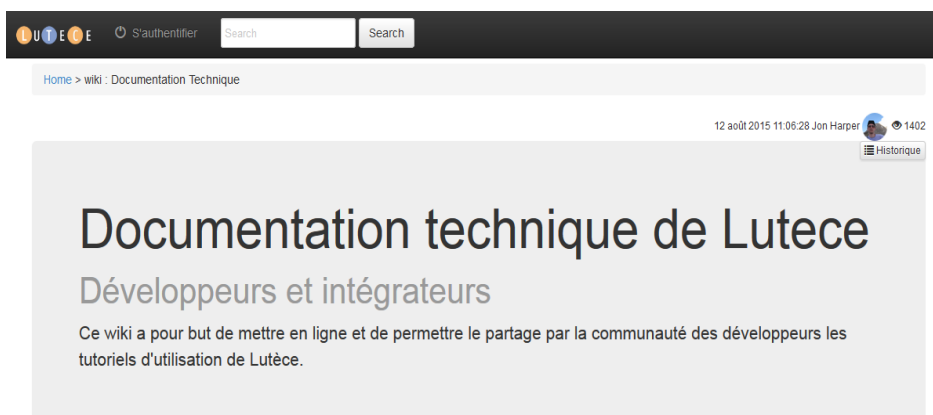 LUTECE S'authentifier Search Search
Home > wiki : Documentation Technique
12 août 2015 11:06:28 Jon Harper 1402
Historique
Documentation technique de Lutece
Développeurs et intégrateurs
Ce wiki a pour but de mettre en ligne et de permettre le partage par la communauté des développeurs les
tutoriels d'utilisation de Lutèce.